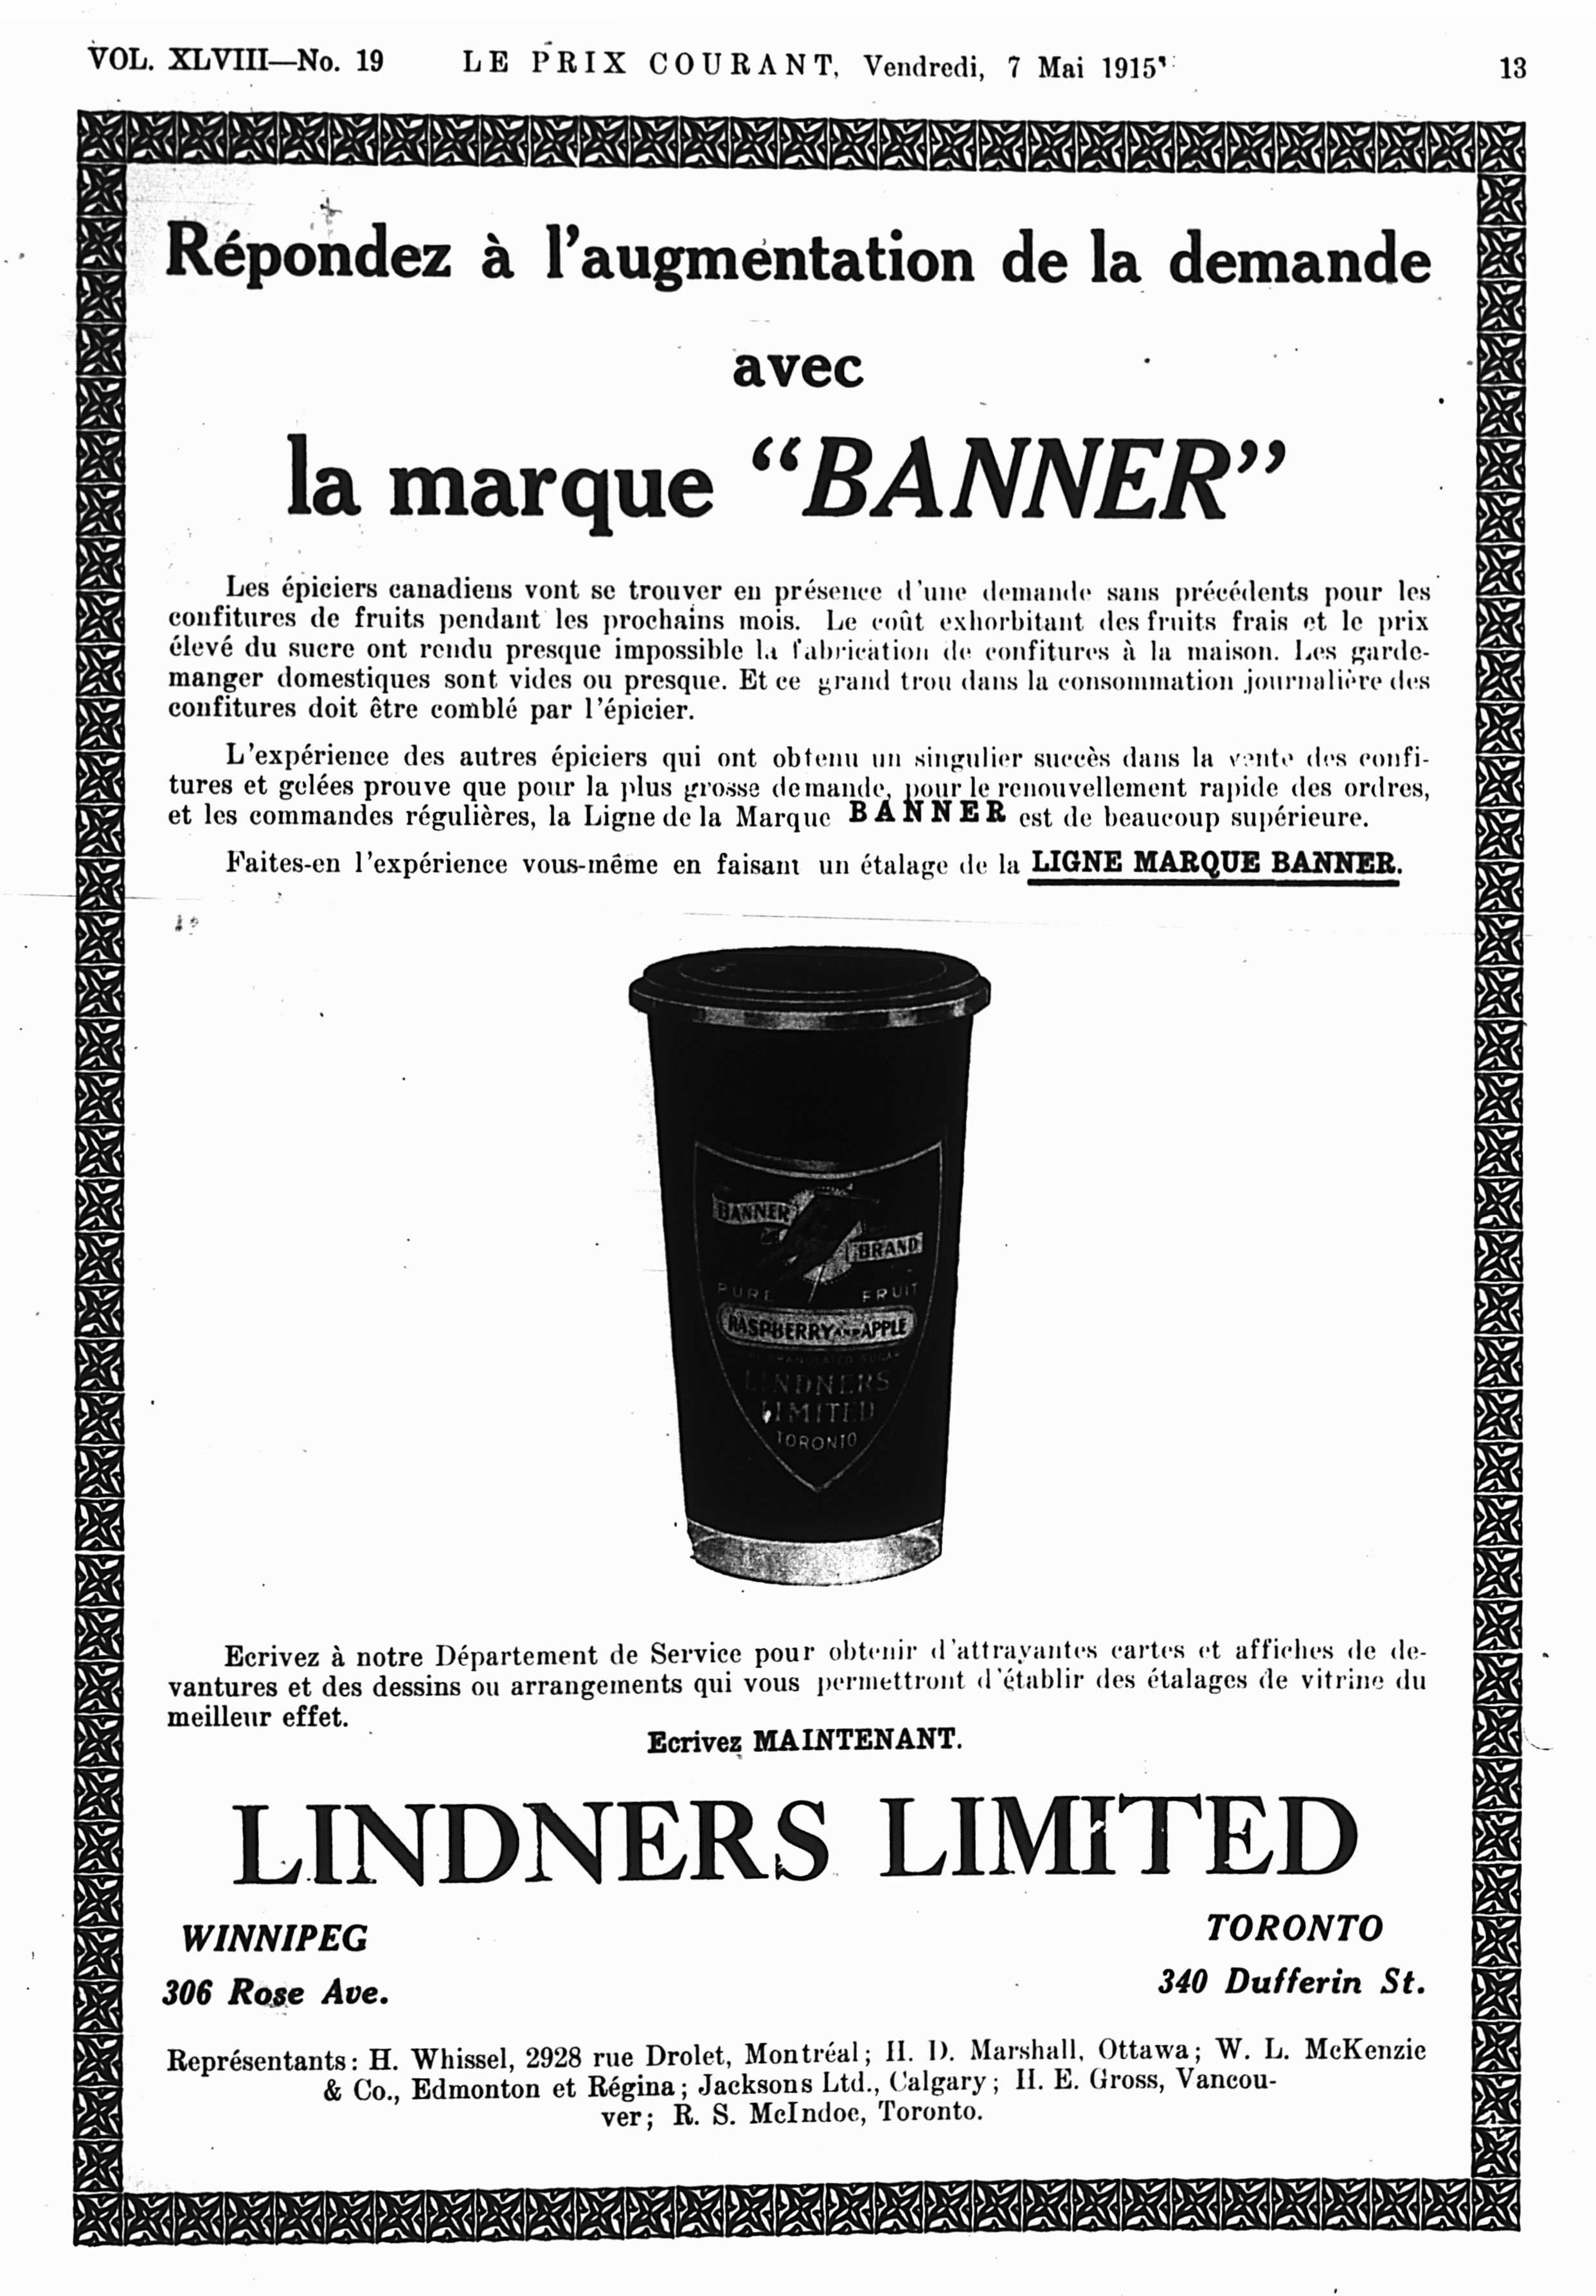 VOL. XLVIII—No. 19 LE PRIX COURANT, Vendredi, 7 Mai 1915 13
Répondez à l'augmentation de la demande
avec
la marque "BANNER"
Les épiciers canadiens vont se trouver en présence d'une demande sans précédents pour les
confitures de fruits pendant les prochains mois. Le coût exhorbitant des fruits frais et le prix
élevé du sucre ont rendu presque impossible la fabrication de confitures à la maison. Les garde-
manger domestiques sont vides ou presque. Et ce grand trou dans la consommation journalière des
confitures doit être comblé par l'épicier.
L'expérience des autres épiciers qui ont obtenu un singulier succès dans la vente des confi-
tures et gelées prouve que pour la plus grosse demande, pour le renouvellement rapide des ordres,
et les commandes régulières, la Ligne de la Marque BANNER est de beaucoup supérieure.
Faites-en l'expérience vous-même en faisant un étalage de la LIGNE MARQUE BANNER.
BANNER
BRAND
PURE FRUIT
RASPBERRY AND APPLE
GRANULATED SUGAR
LINDNERS
LIMITED
TORONTO
Ecrivez à notre Département de Service pour obtenir d'attrayantes cartes et affiches de de-
vantures et des dessins ou arrangements qui vous permettront d'établir des étalages de vitrine du
meilleur effet.
Ecrivez MAINTENANT.
LINDNERS LIMITED
WINNIPEG TORONTO
306 Rose Ave. 340 Dufferin St.
Représentants: H. Whissel, 2928 rue Drolet, Montréal; H. D. Marshall, Ottawa; W. L. McKenzie
& Co., Edmonton et Régina; Jacksons Ltd., Calgary; H. E. Gross, Vancou-
ver; R. S. McIndoe, Toronto.